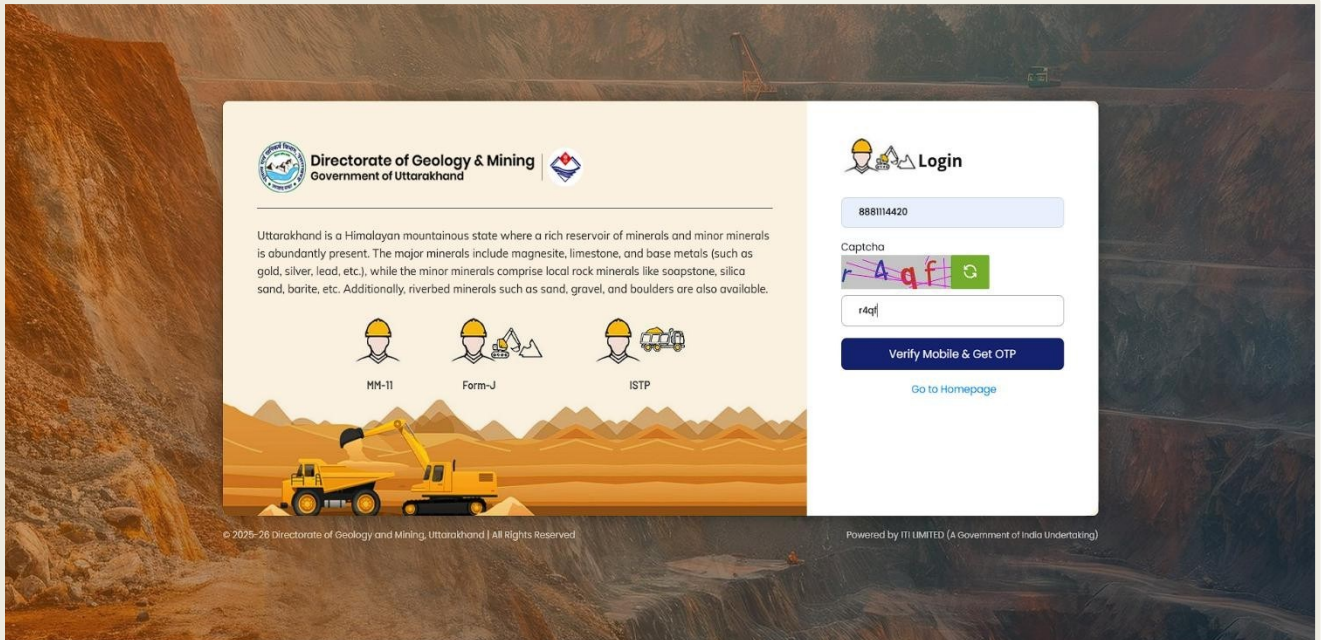 Directorate of Geology & Mining
Government of Uttarakhand
Uttarakhand is a Himalayan mountainous state where a rich reservoir of minerals and minor minerals
is abundantly present. The major minerals include magnesite, limestone, and base metals (such as
gold, silver, lead, etc.), while the minor minerals comprise local rock minerals like soapstone, silica
sand, barite, etc. Additionally, riverbed minerals such as sand, gravel, and boulders are also available.
MM-11 Form-J ISTP
Login
8881114420
Captcha
r 4 q f
r4qf
Verify Mobile & Get OTP
Go to Homepage
© 2025-26 Directorate of Geology and Mining, Uttarakhand | All Rights Reserved
Powered by ITI LIMITED (A Government of India Undertaking)